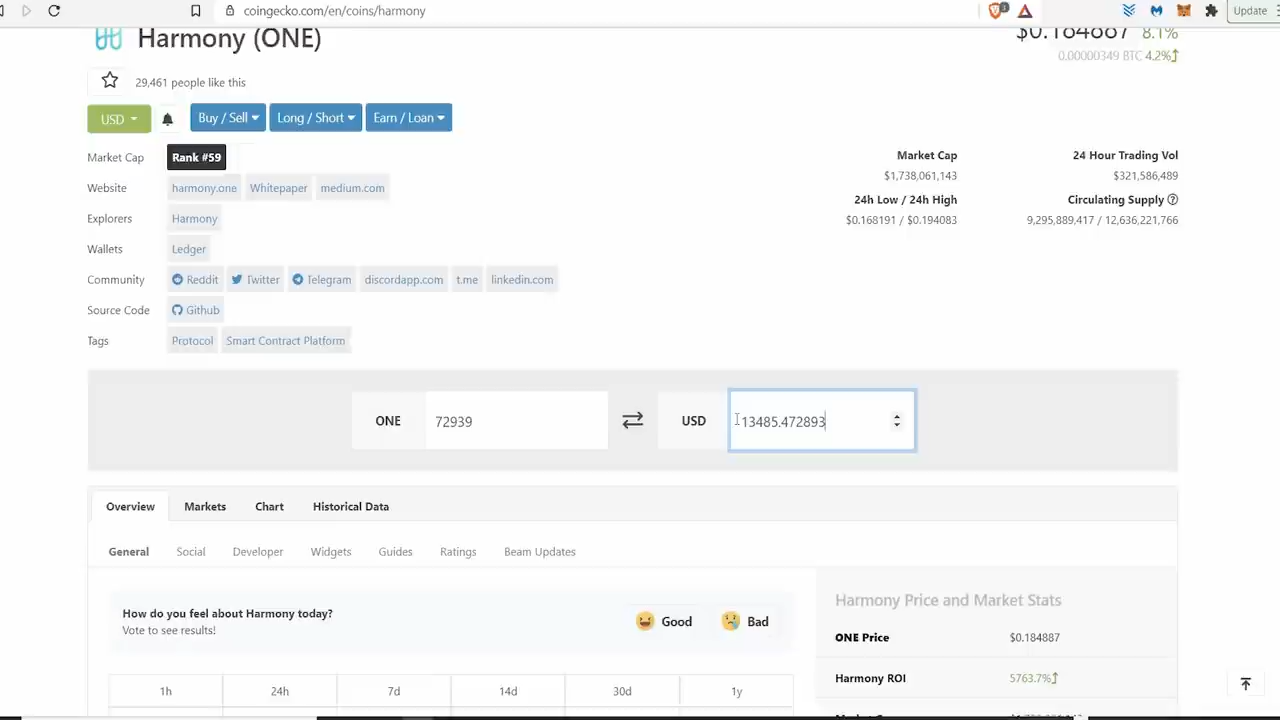 coingecko.com/en/coins/harmony
Update
Harmony (ONE)
$0.184887 8.1%
0.00000349 BTC 4.2%
29,461 people like this
USD
Buy / Sell
Long / Short
Earn / Loan
Market Cap Rank #59
Website harmony.one Whitepaper medium.com
Explorers Harmony
Wallets Ledger
Community Reddit Twitter Telegram discordapp.com t.me linkedin.com
Source Code Github
Tags Protocol Smart Contract Platform
Market Cap
$1,738,061,143
24 Hour Trading Vol
$321,586,489
24h Low / 24h High
$0.168191 / $0.194083
Circulating Supply
9,295,889,417 / 12,636,221,766
ONE 72939 USD 13485.472893
Overview Markets Chart Historical Data
General Social Developer Widgets Guides Ratings Beam Updates
How do you feel about Harmony today?
Vote to see results!
Good Bad
1h 24h 7d 14d 30d 1y
Harmony Price and Market Stats
ONE Price $0.184887
Harmony ROI 5763.7%